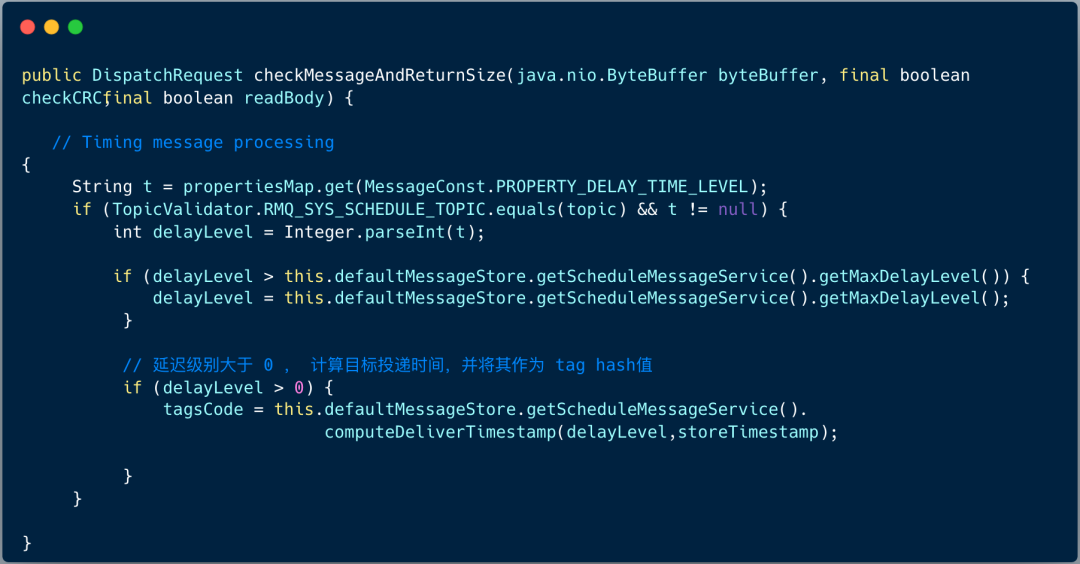 public DispatchRequest checkMessageAndReturnSize(java.nio.ByteBuffer byteBuffer, final boolean
checkCRC,final boolean readBody) {
// Timing message processing
{
String t = propertiesMap.get(MessageConst.PROPERTY_DELAY_TIME_LEVEL);
if (TopicValidator.RMQ_SYS_SCHEDULE_TOPIC.equals(topic) && t != null) {
int delayLevel = Integer.parseInt(t);
if (delayLevel > this.defaultMessageStore.getScheduleMessageService().getMaxDelayLevel()) {
delayLevel = this.defaultMessageStore.getScheduleMessageService().getMaxDelayLevel();
}
// 延迟级别大于 0 ， 计算目标投递时间，并将其作为 tag hash值
if (delayLevel > 0) {
tagsCode = this.defaultMessageStore.getScheduleMessageService().
computeDeliverTimestamp(delayLevel,storeTimestamp);
}
}
}